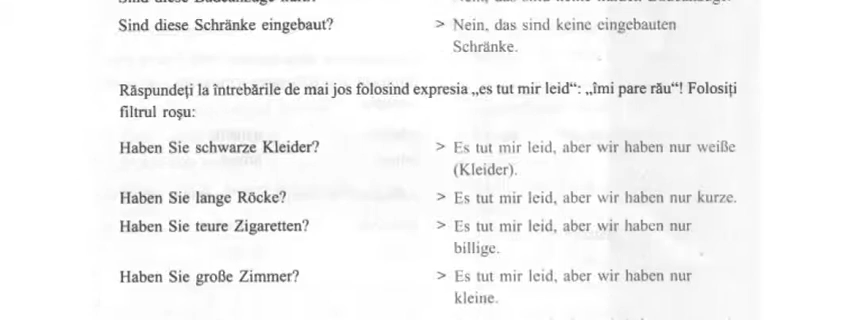 Sind diese Schränke eingebaut? > Nein, das sind keine eingebauten
Schränke.
Răspundeţi la întrebările de mai jos folosind expresia „es tut mir leid“: „îmi pare rău“! Folosiţi
filtrul roşu:
Haben Sie schwarze Kleider? > Es tut mir leid, aber wir haben nur weiße
(Kleider).
Haben Sie lange Röcke? > Es tut mir leid, aber wir haben nur kurze.
Haben Sie teure Zigaretten? > Es tut mir leid, aber wir haben nur
billige.
Haben Sie große Zimmer? > Es tut mir leid, aber wir haben nur
kleine.